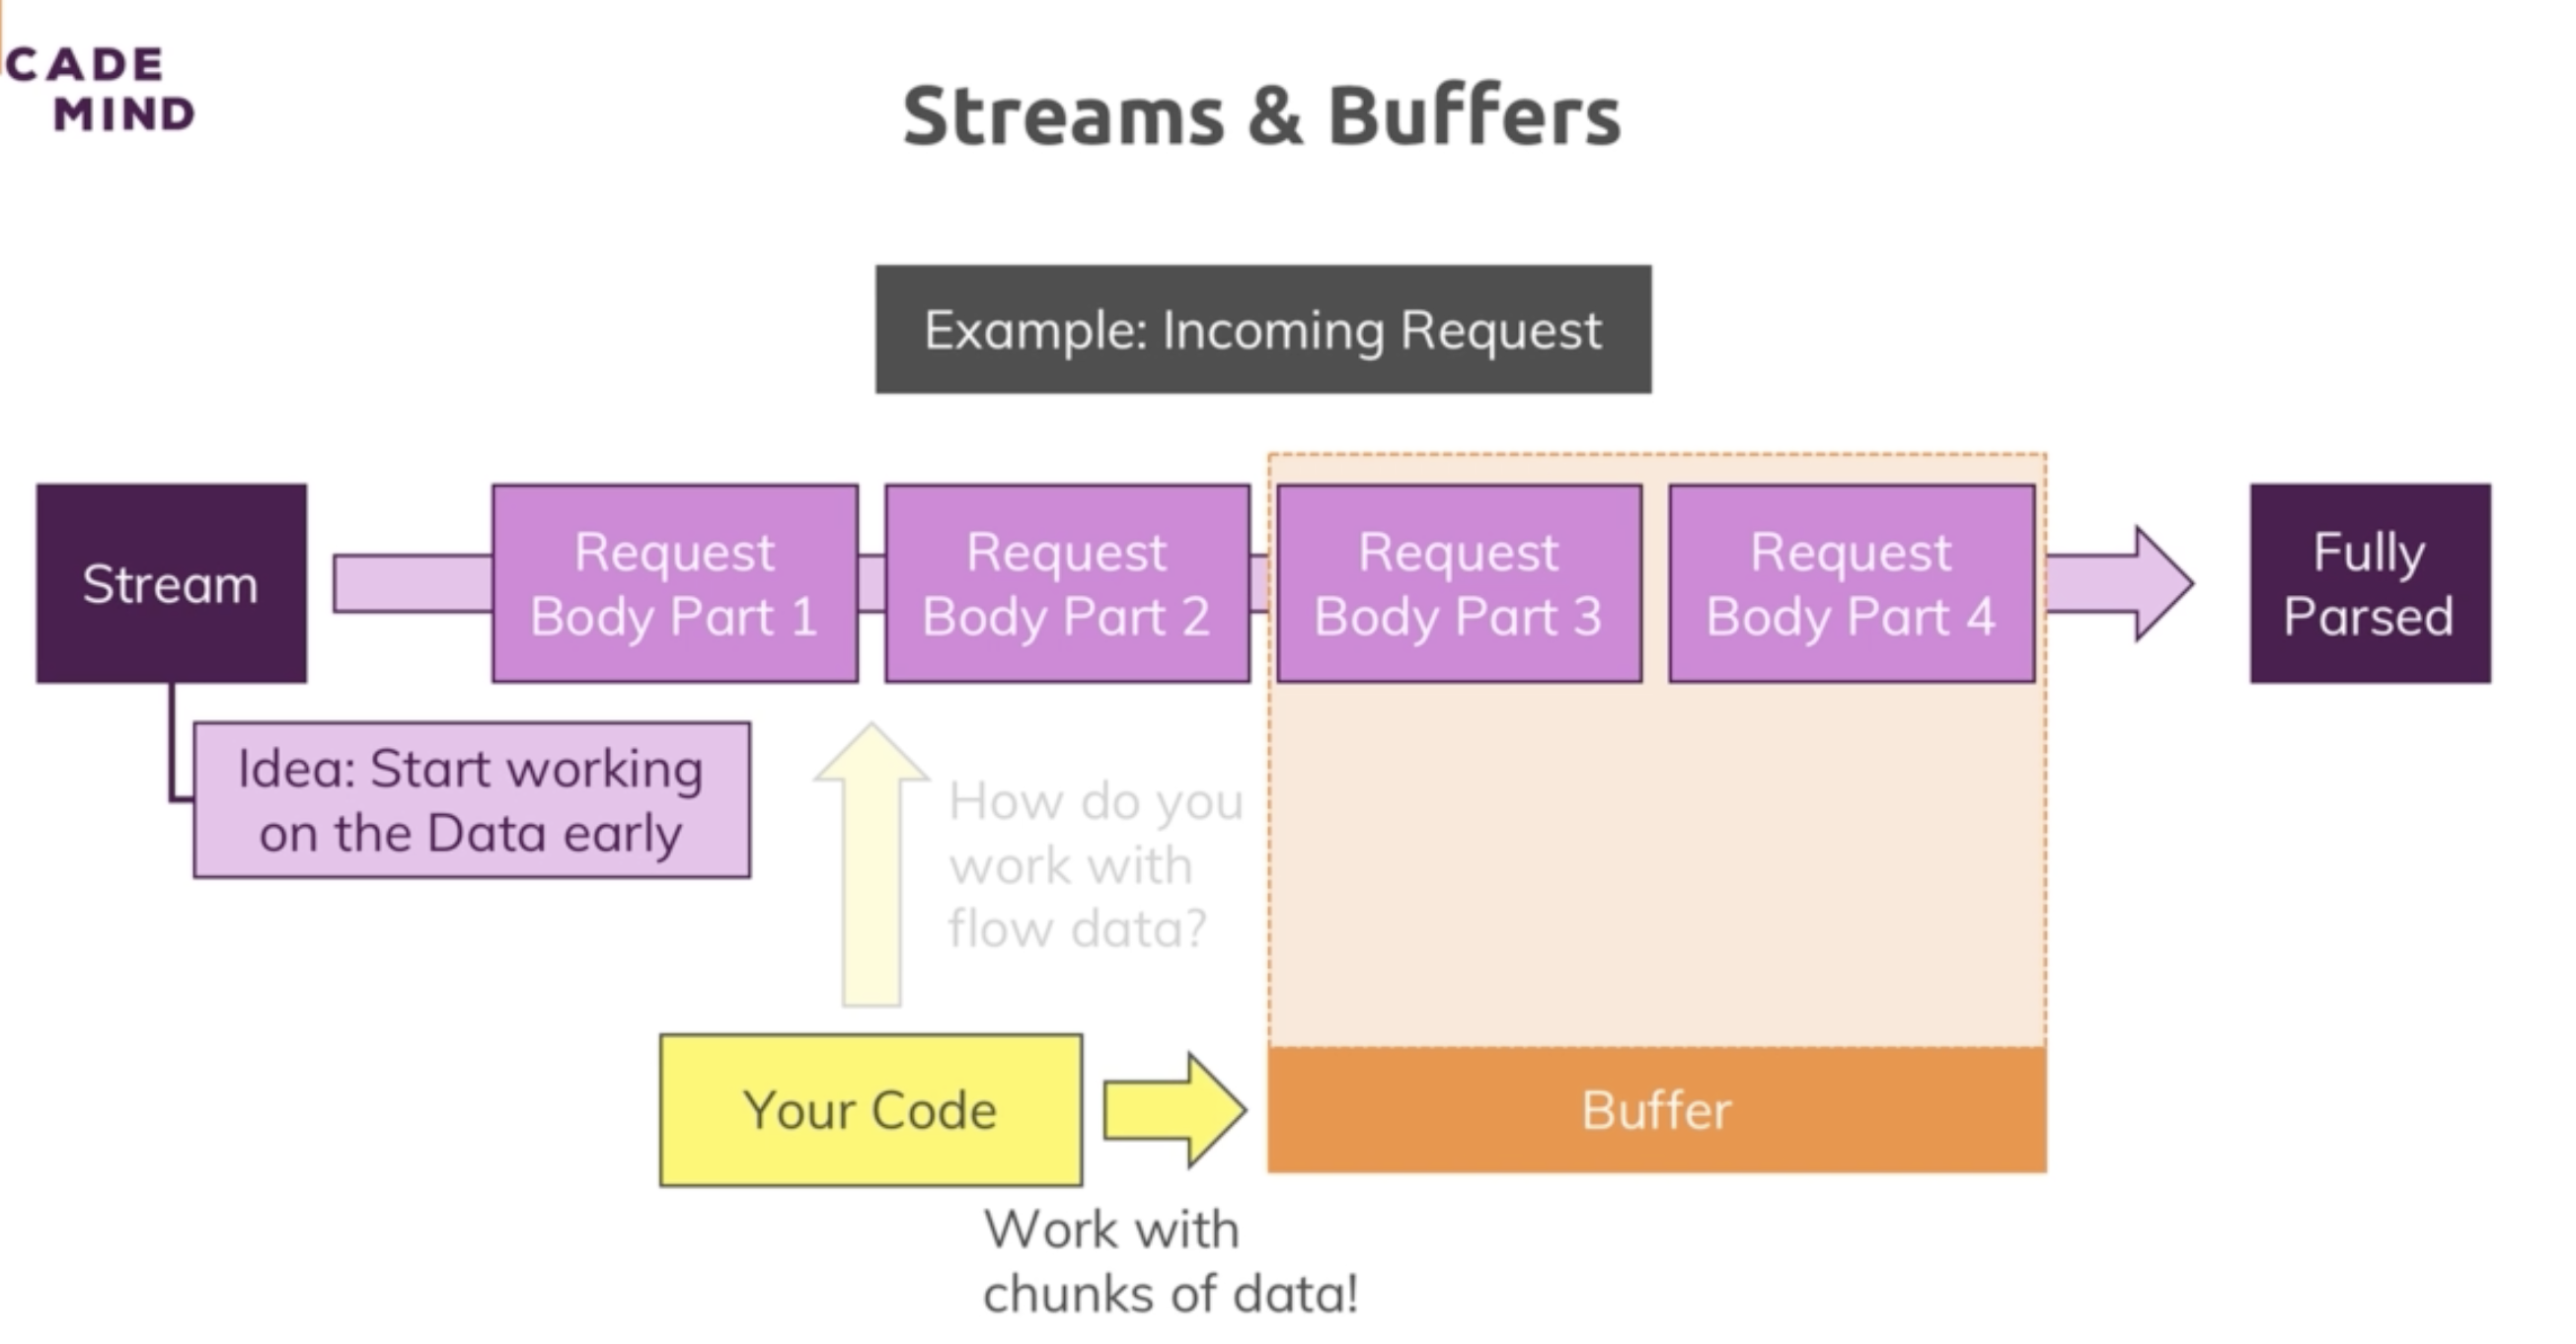 CADE
MIND
Streams & Buffers
Example: Incoming Request
Stream
Request
Body Part 1
Request
Body Part 2
Request
Body Part 3
Request
Body Part 4
Fully
Parsed
Idea: Start working
on the Data early
How do you
work with
flow data?
Your Code
Buffer
Work with
chunks of data!